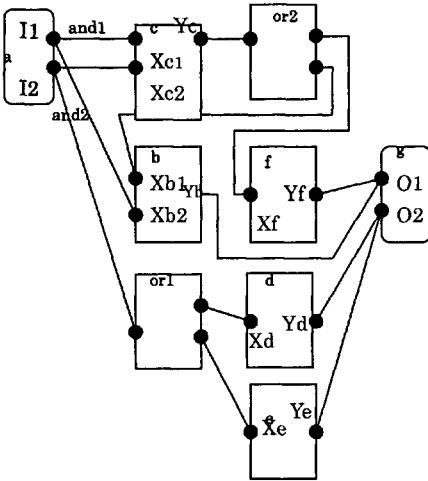 a
I1
I2
and1
and2
c
Yc
Xc1
Xc2
or2
b
Xb1
Yb
Xb2
f
Yf
Xf
g
O1
O2
or1
d
Xd
Yd
e
Xe
Ye